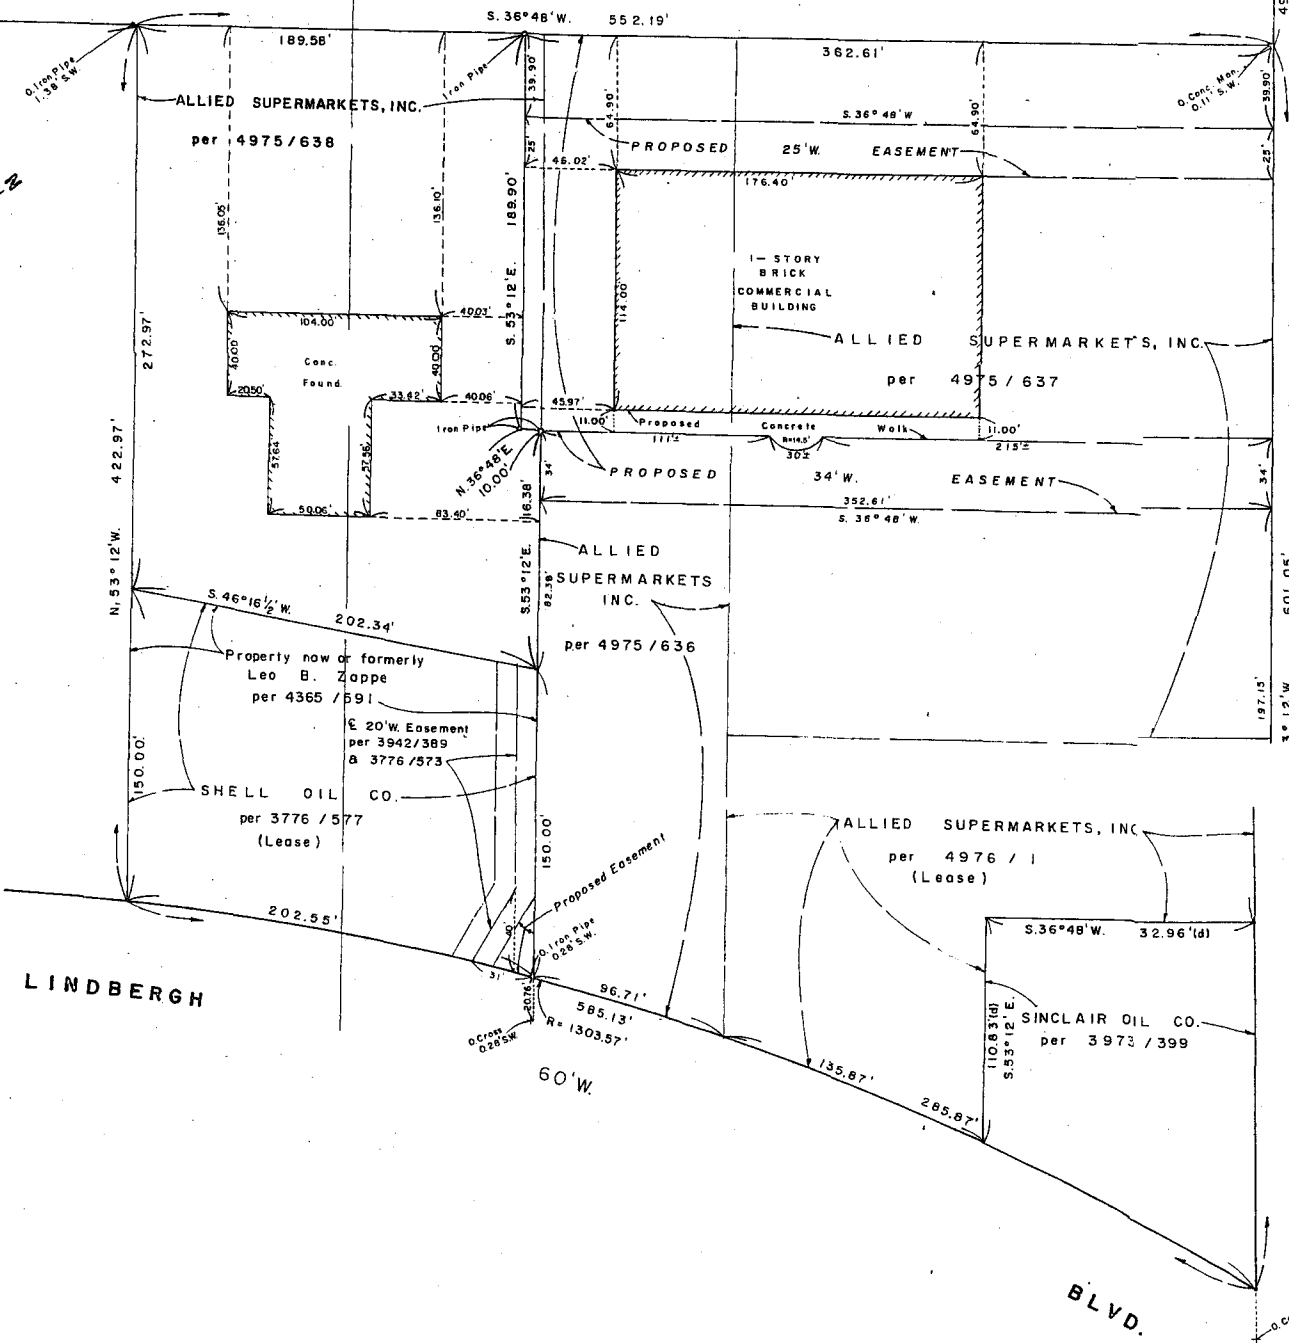 S. 36°48'W. 552.19'
189.58'
362.61'
O. Iron Pipe
1.38' S.W.
Iron Pipe
39.90'
64.90'
64.90'
O. Conc. Mon.
0.11' S.W.
39.90'
ALLIED SUPERMARKETS, INC.
per 4975/638
S. 36°48'W
PROPOSED 25'W. EASEMENT
25'
25'
46.02'
176.40'
136.05'
136.10'
189.90'
S. 53°12'E.
1- STORY
BRICK
COMMERCIAL
BUILDING
114.00'
104.00'
40.03'
272.97'
40.00'
Conc.
Found.
40.00'
ALLIED SUPERMARKETS, INC.
per 4975 / 637
20.50'
33.42'
40.06'
45.97'
11.00'
Proposed Concrete Walk
11.00'
Iron Pipe
111'±
R=14.5'
30±
215'±
N. 36°48'E.
10.00'
57.64'
57.56'
34'
PROPOSED 34'W. EASEMENT
34'
422.97'
N. 53°12'W.
50.06'
83.40'
116.38'
352.61'
S. 36°48'W.
S. 53°12'E.
82.38'
ALLIED
SUPERMARKETS
INC.
per 4975 / 636
601.05'
S. 46°16½'W.
202.34'
Property now or formerly
Leo B. Zappe
per 4365 / 591
197.15'
3°12'W
℄ 20'W. Easement
per 3942/389
& 3776/573
150.00'
SHELL OIL CO.
per 3776 / 577
(Lease)
150.00'
ALLIED SUPERMARKETS, INC
per 4976 / 1
(Lease)
Proposed Easement
202.55'
40'
O. Iron Pipe
0.28' S.W.
S.36°48'W. 32.96'(d)
31'
LINDBERGH
20.76'
96.71'
585.13'
R= 1303.57'
O.Cross
0.28'S.W.
110.83'(d)
S.53°12'E.
SINCLAIR OIL CO.
per 3973 / 399
60'W.
135.87'
285.87'
BLVD.